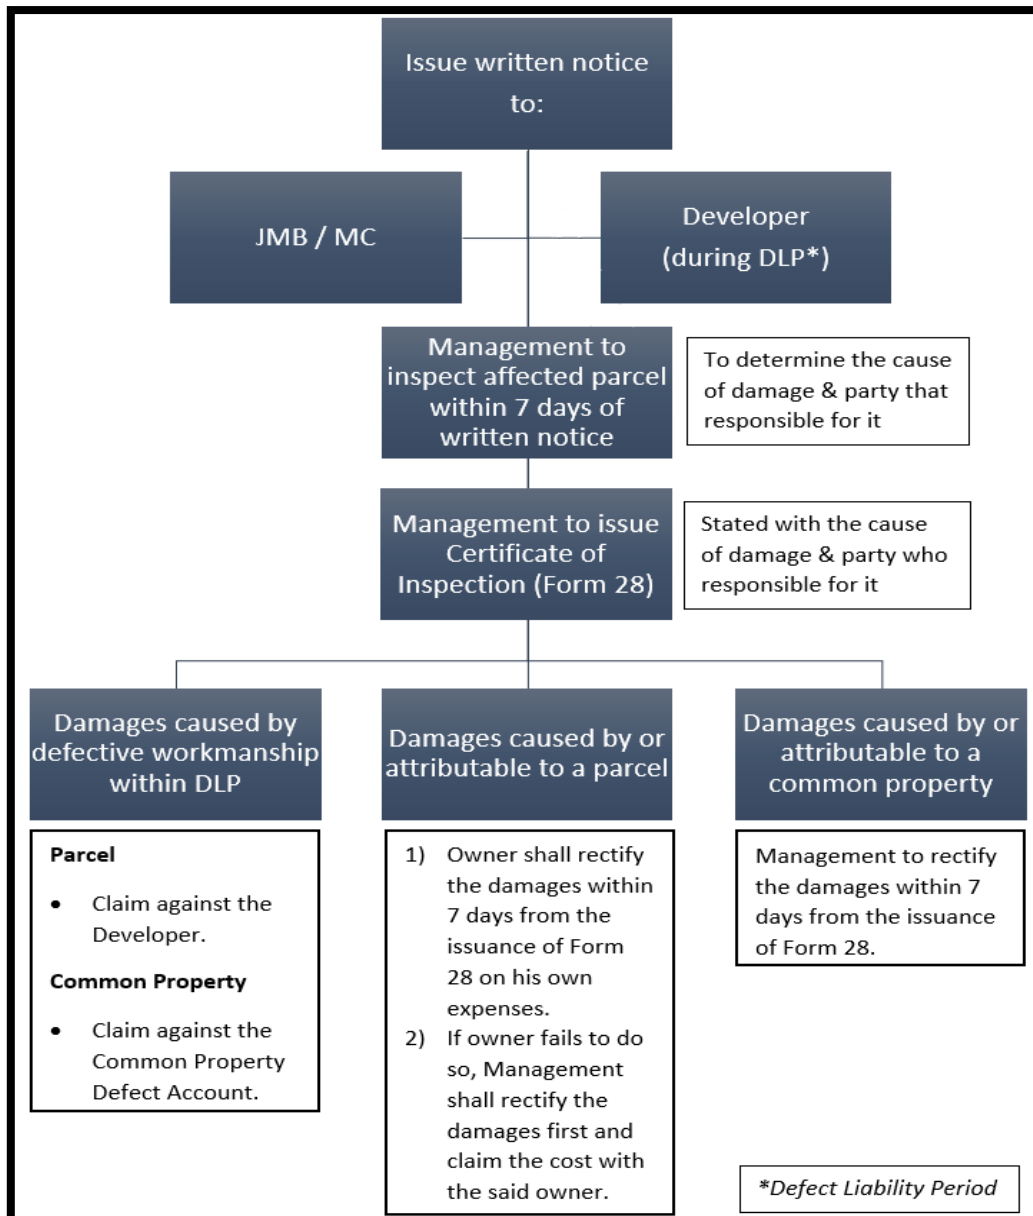 Issue written notice
to:
JMB / MC
Developer
(during DLP*)
Management to
inspect affected parcel
within 7 days of
written notice
To determine the cause
of damage & party that
responsible for it
Management to issue
Certificate of
Inspection (Form 28)
Stated with the cause
of damage & party who
responsible for it
Damages caused by
defective workmanship
within DLP
Parcel
• Claim against the
Developer.
Common Property
• Claim against the
Common Property
Defect Account.
Damages caused by or
attributable to a parcel
1) Owner shall rectify
the damages within
7 days from the
issuance of Form
28 on his own
expenses.
2) If owner fails to do
so, Management
shall rectify the
damages first and
claim the cost with
the said owner.
Damages caused by or
attributable to a
common property
Management to rectify
the damages within 7
days from the issuance
of Form 28.
*Defect Liability Period